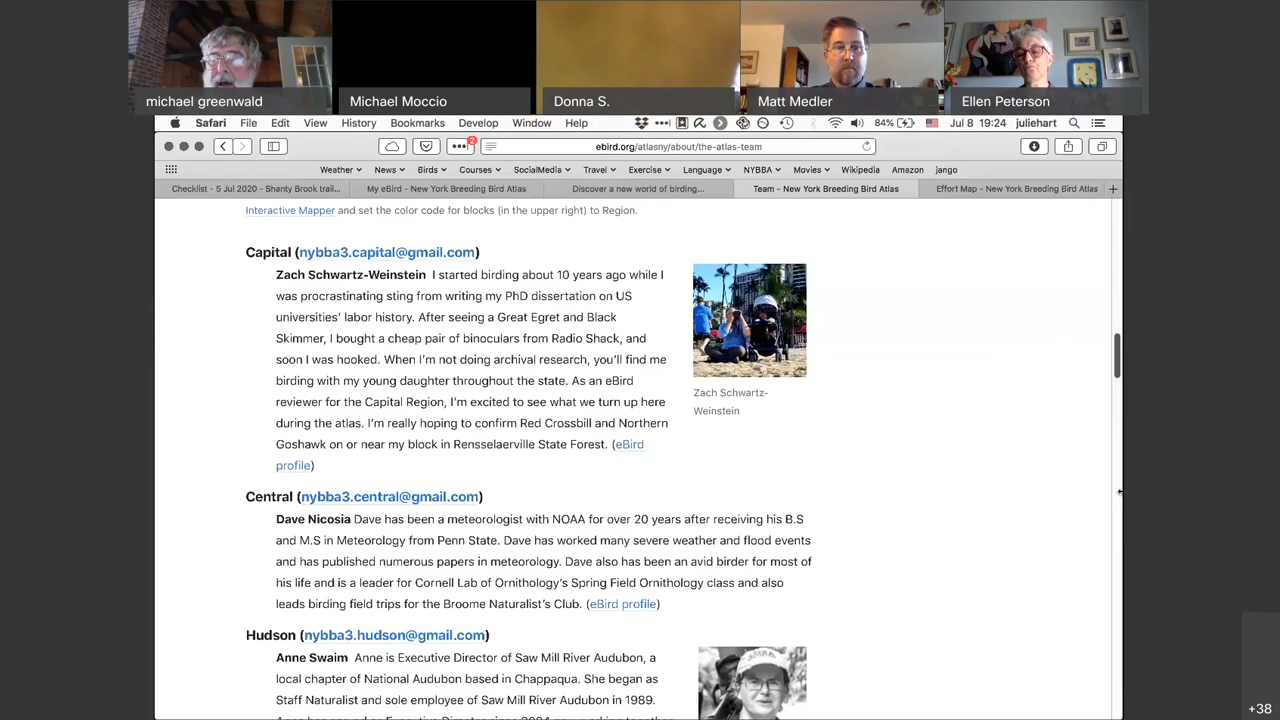 michael greenwald
Michael Moccio
Donna S.
Matt Medler
Ellen Peterson
Safari File Edit View History Bookmarks Develop Window Help 84% Jul 8 19:24 juliehart
2
ebird.org/atlasny/about/the-atlas-team
Weather News Birds Courses SocialMedia Travel Exercise Language NYBBA Movies Wikipedia Amazon jango
Checklist - 5 Jul 2020 - Shanty Brook trail... My eBird - New York Breeding Bird Atlas Discover a new world of birding... Team - New York Breeding Bird Atlas Effort Map - New York Breeding Bird Atlas +
Interactive Mapper and set the color code for blocks (in the upper right) to Region.
Capital (nybba3.capital@gmail.com)
Zach Schwartz-Weinstein I started birding about 10 years ago while I
was procrastinating sting from writing my PhD dissertation on US
universities' labor history. After seeing a Great Egret and Black
Skimmer, I bought a cheap pair of binoculars from Radio Shack, and
soon I was hooked. When I'm not doing archival research, you'll find me
birding with my young daughter throughout the state. As an eBird
reviewer for the Capital Region, I'm excited to see what we turn up here
during the atlas. I'm really hoping to confirm Red Crossbill and Northern
Goshawk on or near my block in Rensselaerville State Forest. (eBird
profile)
Zach Schwartz-
Weinstein
Central (nybba3.central@gmail.com)
Dave Nicosia Dave has been a meteorologist with NOAA for over 20 years after receiving his B.S
and M.S in Meteorology from Penn State. Dave has worked many severe weather and flood events
and has published numerous papers in meteorology. Dave also has been an avid birder for most of
his life and is a leader for Cornell Lab of Ornithology's Spring Field Ornithology class and also
leads birding field trips for the Broome Naturalist's Club. (eBird profile)
Hudson (nybba3.hudson@gmail.com)
Anne Swaim Anne is Executive Director of Saw Mill River Audubon, a
local chapter of National Audubon based in Chappaqua. She began as
Staff Naturalist and sole employee of Saw Mill River Audubon in 1989.
+38